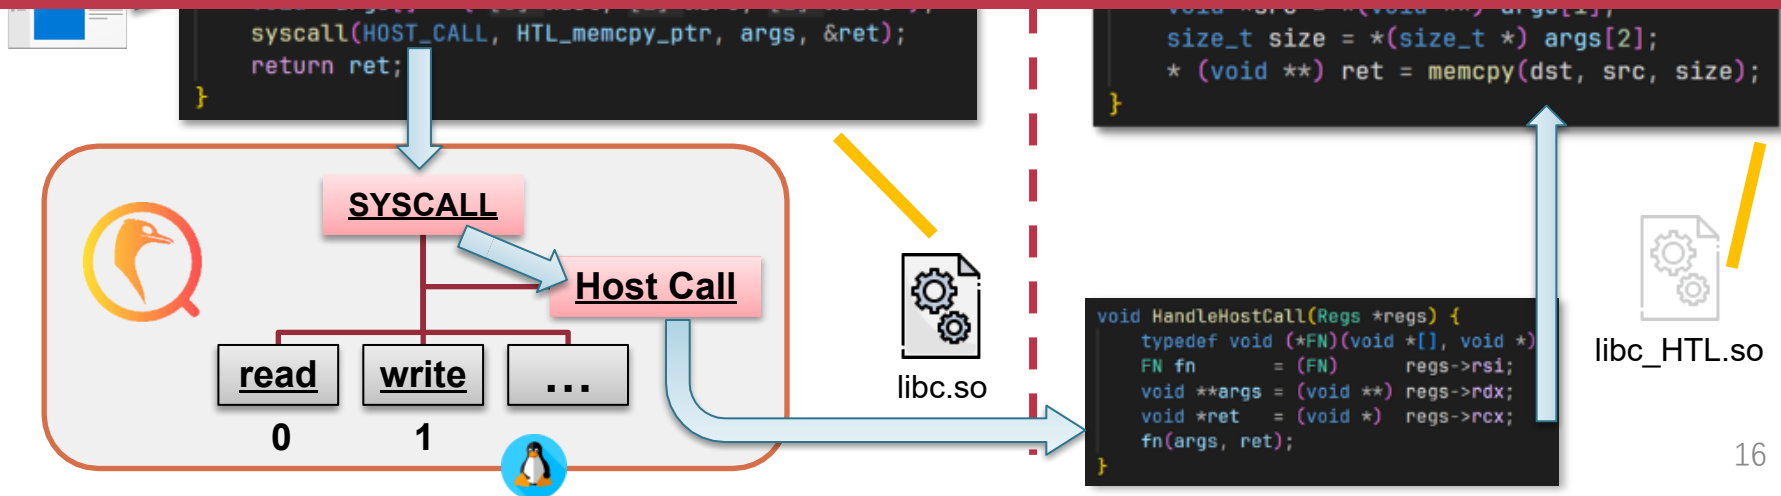 syscall(HOST_CALL, HTL_memcpy_ptr, args, &ret);
return ret;
}
size_t size = *(size_t *) args[2];
* (void **) ret = memcpy(dst, src, size);
}
SYSCALL
Host Call
read
write
...
0
1
libc.so
void HandleHostCall(Regs *regs) {
typedef void (*FN)(void *[], void *)
FN fn = (FN) regs->rsi;
void **args = (void **) regs->rdx;
void *ret = (void *) regs->rcx;
fn(args, ret);
}
libc_HTL.so
16